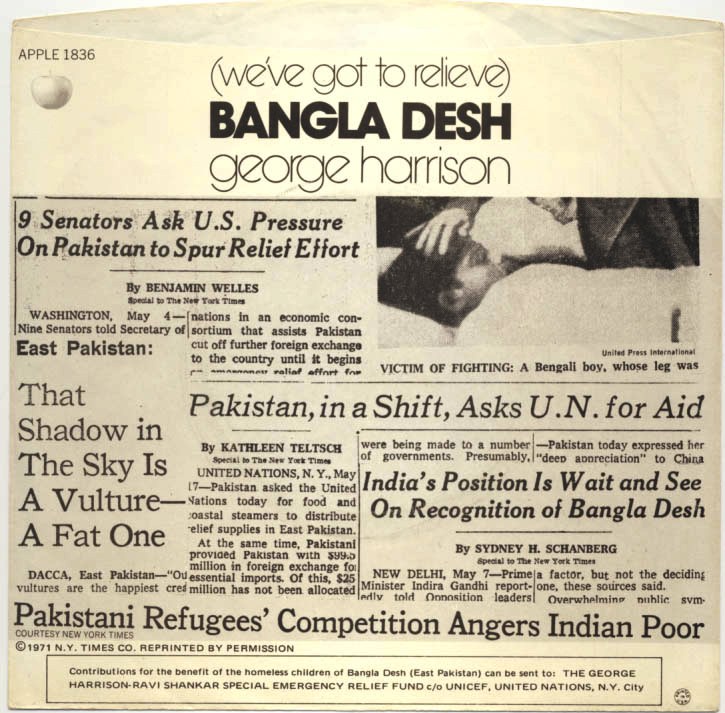 APPLE 1836
(we've got to relieve)
BANGLA DESH
george harrison
9 Senators Ask U.S. Pressure
On Pakistan to Spur Relief Effort
By BENJAMIN WELLES
Special to The New York Times
WASHINGTON, May 4—
Nine Senators told Secretary of
nations in an economic con-
sortium that assists Pakistan
cut off further foreign exchange
to the country until it begins
emergency relief effort for
United Press International
VICTIM OF FIGHTING: A Bengali boy, whose leg was
East Pakistan:
That
Shadow in
The Sky Is
A Vulture—
A Fat One
DACCA, East Pakistan—"Ou
vultures are the happiest crea
Pakistan, in a Shift, Asks U.N. for Aid
By KATHLEEN TELTSCH
Special to The New York Times
UNITED NATIONS, N. Y., May
17—Pakistan asked the United
Nations today for food and
coastal steamers to distribute
relief supplies in East Pakistan.
At the same time, Pakistani
provided Pakistan with $99.5
million in foreign exchange for
essential imports. Of this, $25
million has not been allocated
were being made to a number
of governments. Presumably,
—Pakistan today expressed her
"deep appreciation" to China
India's Position Is Wait and See
On Recognition of Bangla Desh
By SYDNEY H. SCHANBERG
Special to The New York Times
NEW DELHI, May 7—Prime
Minister Indira Gandhi report-
edly told Opposition leaders
a factor, but not the deciding
one, these sources said.
Overwhelming public sym-
Pakistani Refugees' Competition Angers Indian Poor
COURTESY NEW YORK TIMES
©1971 N.Y. TIMES CO. REPRINTED BY PERMISSION
Contributions for the benefit of the homeless children of Bangla Desh (East Pakistan) can be sent to: THE GEORGE
HARRISON-RAVI SHANKAR SPECIAL EMERGENCY RELIEF FUND c/o UNICEF, UNITED NATIONS, N.Y. City